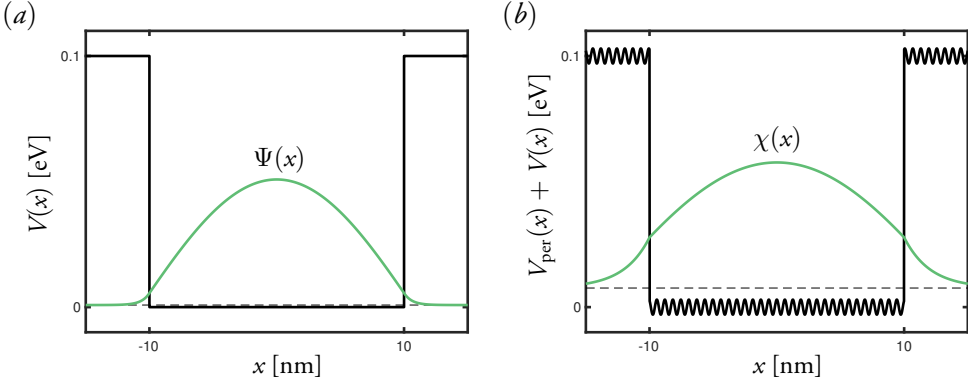 (a)
V(x) [eV]
0.1
0
Ψ(x)
-10
10
x [nm]
(b)
V_per(x) + V(x) [eV]
0.1
0
χ(x)
-10
10
x [nm]